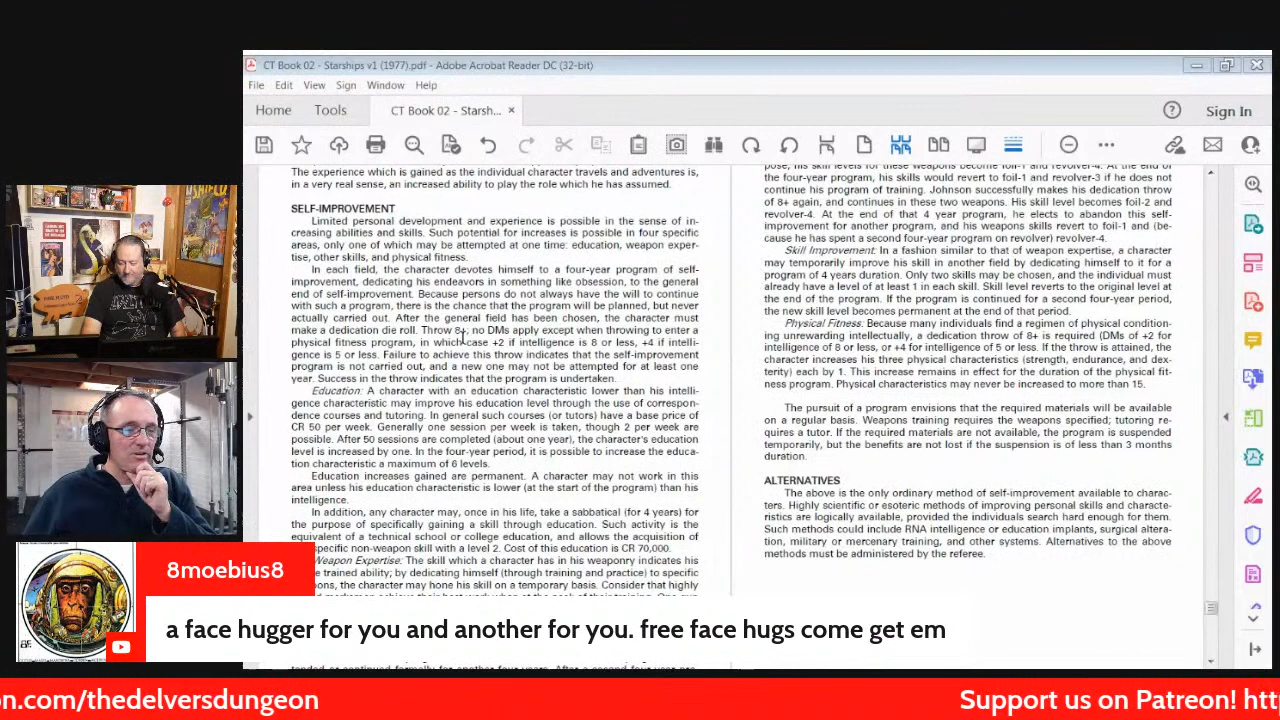 CT Book 02 - Starships v1 (1977).pdf - Adobe Acrobat Reader DC (32-bit)
File Edit View Sign Window Help
Home Tools CT Book 02 - Starsh... × Sign In
The experience which is gained as the individual character travels and adventures is,
in a very real sense, an increased ability to play the role which he has assumed.
SELF-IMPROVEMENT
Limited personal development and experience is possible in the sense of in-
creasing abilities and skills. Such potential for increases is possible in four specific
areas, only one of which may be attempted at one time: education, weapon exper-
tise, other skills, and physical fitness.
In each field, the character devotes himself to a four-year program of self-
improvement, dedicating his endeavors in something like obsession, to the general
end of self-improvement. Because persons do not always have the will to continue
with such a program, there is the chance that the program will be planned, but never
actually carried out. After the general field has been chosen, the character must
make a dedication die roll. Throw 8+, no DMs apply except when throwing to enter a
physical fitness program, in which case +2 if intelligence is 8 or less, +4 if intelli-
gence is 5 or less. Failure to achieve this throw indicates that the self-improvement
program is not carried out, and a new one may not be attempted for at least one
year. Success in the throw indicates that the program is undertaken.
Education: A character with an education characteristic lower than his intelli-
gence characteristic may improve his education level through the use of correspon-
dence courses and tutoring. In general such courses (or tutors) have a base price of
CR 50 per week. Generally one session per week is taken, though 2 per week are
possible. After 50 sessions are completed (about one year), the character's education
level is increased by one. In the four-year period, it is possible to increase the educa-
tion characteristic a maximum of 6 levels.
Education increases gained are permanent. A character may not work in this
area unless his education characteristic is lower (at the start of the program) than his
intelligence.
In addition, any character may, once in his life, take a sabbatical (for 4 years) for
the purpose of specifically gaining a skill through education. Such activity is the
equivalent of a technical school or college education, and allows the acquisition of
specific non-weapon skill with a level 2. Cost of this education is CR 70,000.
Weapon Expertise: The skill which a character has in his weaponry indicates his
trained ability; by dedicating himself (through training and practice) to specific
the character may hone his skill on a temporary basis. Consider that highly
pose, his skill levels for these weapons become foil-1 and revolver-4. At the end of
the four-year program, his skills would revert to foil-1 and revolver-3 if he does not
continue his program of training. Johnson successfully makes his dedication throw
of 8+ again, and continues in these two weapons. His skill level becomes foil-2 and
revolver-4. At the end of that 4 year program, he elects to abandon this self-
improvement for another program, and his weapons skills revert to foil-1 and (be-
cause he has spent a second four-year program on revolver) revolver-4.
Skill Improvement: In a fashion similar to that of weapon expertise, a character
may temporarily improve his skill in another field by dedicating himself to it for a
program of 4 years duration. Only two skills may be chosen, and the individual must
already have a level of at least 1 in each skill. Skill level reverts to the original level at
the end of the program. If the program is continued for a second four-year period,
the new skill level becomes permanent at the end of that period.
Physical Fitness: Because many individuals find a regimen of physical condition-
ing unrewarding intellectually, a dedication throw of 8+ is required (DMs of +2 for
intelligence of 8 or less, or +4 for intelligence of 5 or less. If the throw is attained, the
character increases his three physical characteristics (strength, endurance, and dex-
terity) each by 1. This increase remains in effect for the duration of the physical fit-
ness program. Physical characteristics may never be increased to more than 15.
The pursuit of a program envisions that the required materials will be available
on a regular basis. Weapons training requires the weapons specified; tutoring re-
quires a tutor. If the required materials are not available, the program is suspended
temporarily, but the benefits are not lost if the suspension is of less than 3 months
duration.
ALTERNATIVES
The above is the only ordinary method of self-improvement available to charac-
ters. Highly scientific or esoteric methods of improving personal skills and characte-
ristics are logically available, provided the individuals search hard enough for them.
Such methods could include RNA intelligence or education implants, surgical altera-
tion, military or mercenary training, and other systems. Alternatives to the above
methods must be administered by the referee.
8moebius8
a face hugger for you and another for you. free face hugs come get em
on.com/thedelversdungeon Support us on Patreon! htt